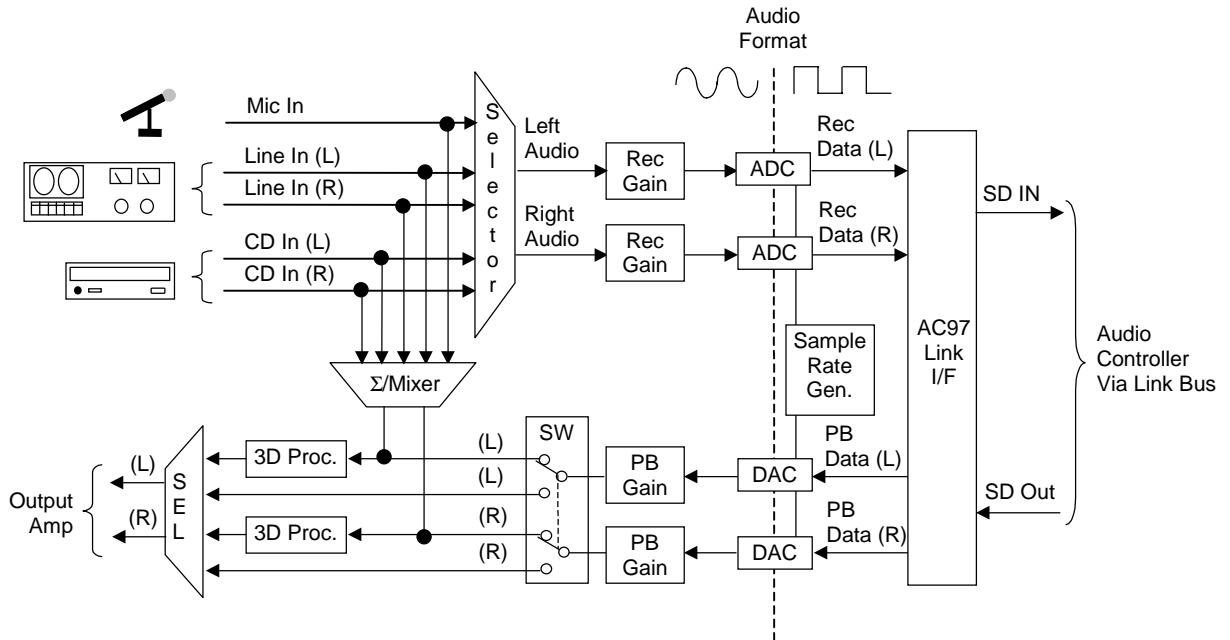 Audio
Format
Mic In
Line In (L)
Line In (R)
CD In (L)
CD In (R)
Selector
Left
Audio
Right
Audio
Rec
Gain
Rec
Gain
ADC
ADC
Rec
Data (L)
Rec
Data (R)
AC97
Link
I/F
SD IN
SD Out
Audio
Controller
Via Link Bus
Sample
Rate
Gen.
Σ/Mixer
Output
Amp
(L)
(R)
SEL
3D Proc.
3D Proc.
(L)
(L)
(R)
(R)
SW
PB
Gain
PB
Gain
DAC
DAC
PB
Data (L)
PB
Data (R)